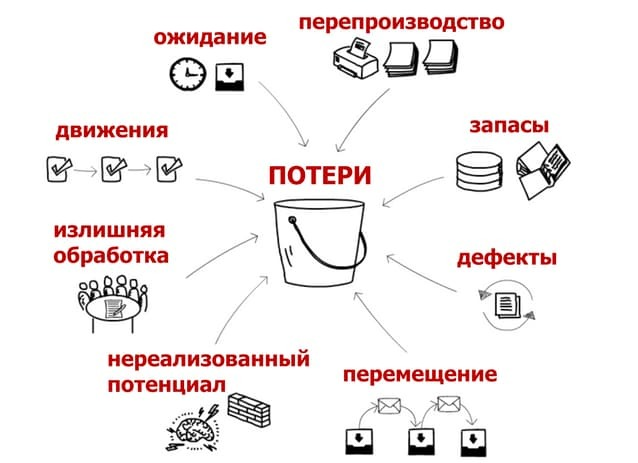 перепроизводство
ожидание
движения
запасы
ПОТЕРИ
излишняя
обработка
дефекты
нереализованный
потенциал
перемещение